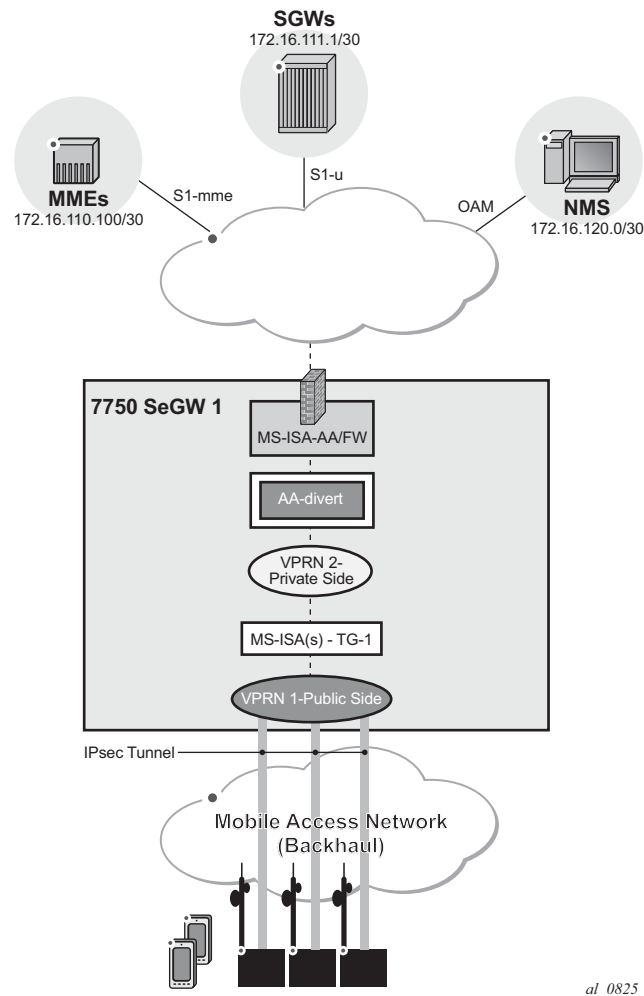 SGWs
172.16.111.1/30
MMEs
172.16.110.100/30
S1-mme
S1-u
OAM
NMS
172.16.120.0/30
7750 SeGW 1
MS-ISA-AA/FW
AA-divert
VPRN 2-
Private Side
MS-ISA(s) - TG-1
VPRN 1-Public Side
IPsec Tunnel
Mobile Access Network
(Backhaul)
al_0825